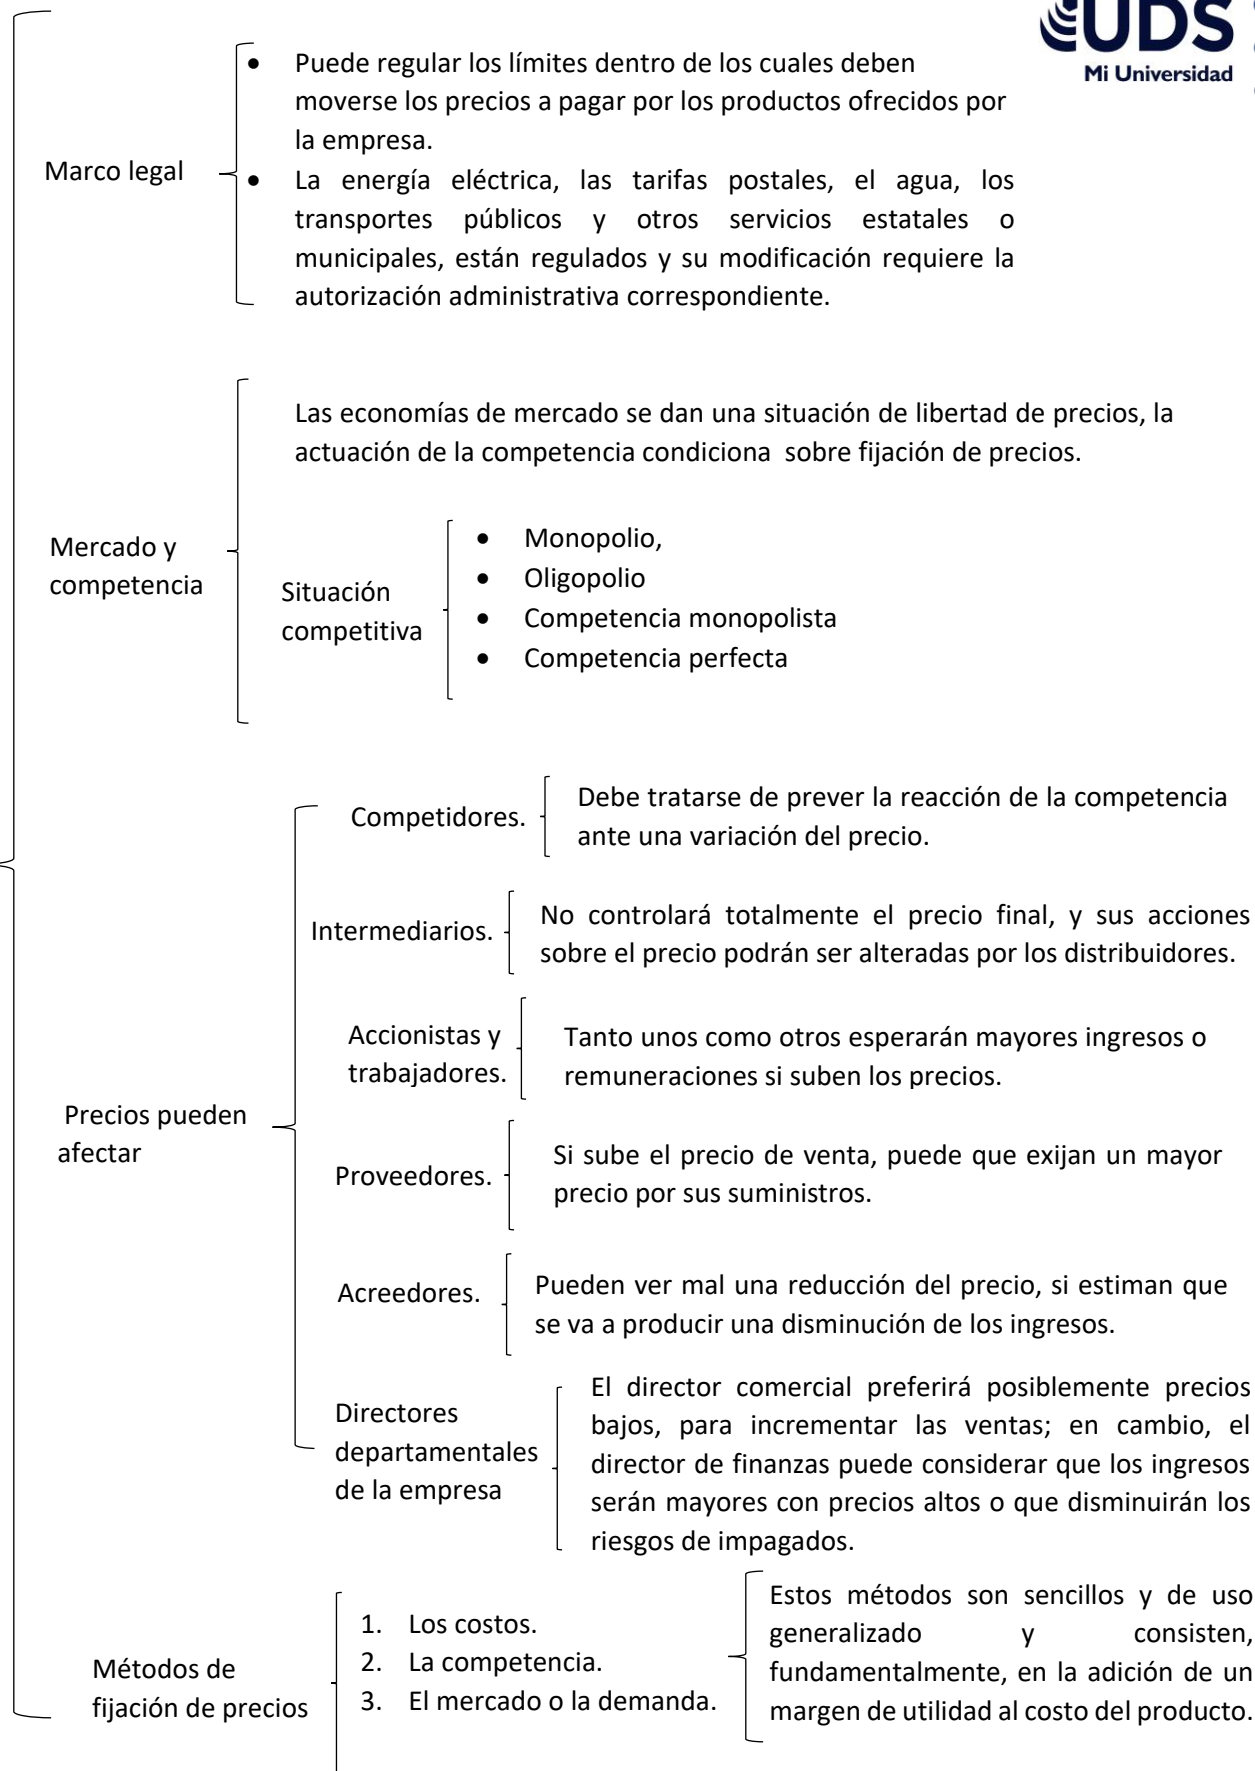 UDS
Mi Universidad
Marco legal
• Puede regular los límites dentro de los cuales deben
moverse los precios a pagar por los productos ofrecidos por
la empresa.
• La energía eléctrica, las tarifas postales, el agua, los
transportes públicos y otros servicios estatales o
municipales, están regulados y su modificación requiere la
autorización administrativa correspondiente.
Mercado y
competencia
Las economías de mercado se dan una situación de libertad de precios, la
actuación de la competencia condiciona sobre fijación de precios.
Situación
competitiva
• Monopolio,
• Oligopolio
• Competencia monopolista
• Competencia perfecta
Precios pueden
afectar
Competidores.
Debe tratarse de prever la reacción de la competencia
ante una variación del precio.
Intermediarios.
No controlará totalmente el precio final, y sus acciones
sobre el precio podrán ser alteradas por los distribuidores.
Accionistas y
trabajadores.
Tanto unos como otros esperarán mayores ingresos o
remuneraciones si suben los precios.
Proveedores.
Si sube el precio de venta, puede que exijan un mayor
precio por sus suministros.
Acreedores.
Pueden ver mal una reducción del precio, si estiman que
se va a producir una disminución de los ingresos.
Directores
departamentales
de la empresa
El director comercial preferirá posiblemente precios
bajos, para incrementar las ventas; en cambio, el
director de finanzas puede considerar que los ingresos
serán mayores con precios altos o que disminuirán los
riesgos de impagados.
Métodos de
fijación de precios
1. Los costos.
2. La competencia.
3. El mercado o la demanda.
Estos métodos son sencillos y de uso
generalizado y consisten,
fundamentalmente, en la adición de un
margen de utilidad al costo del producto.